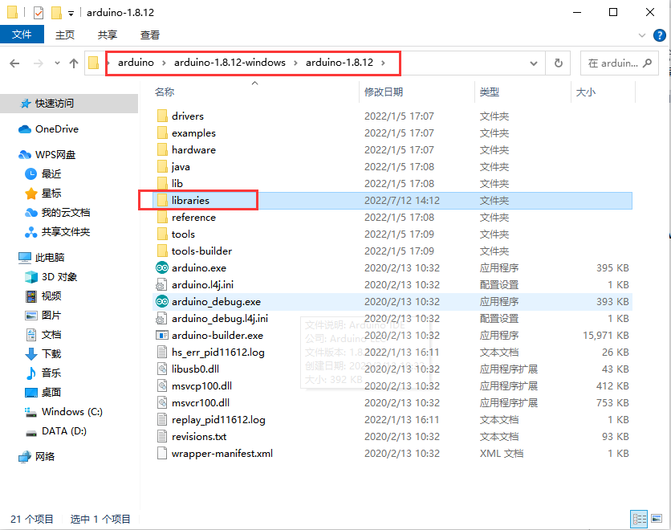 arduino-1.8.12
文件 主页 共享 查看
arduino arduino-1.8.12-windows arduino-1.8.12 在 arduin...
名称 修改日期 类型 大小
快速访问
OneDrive
WPS网盘
最近
星标
我的云文档
共享文件夹
此电脑
3D 对象
视频
图片
文档
下载
音乐
桌面
Windows (C:)
DATA (D:)
网络
drivers 2022/1/5 17:07 文件夹
examples 2022/1/5 17:07 文件夹
hardware 2022/1/5 17:07 文件夹
java 2022/1/5 17:08 文件夹
lib 2022/1/5 17:08 文件夹
libraries 2022/7/12 14:12 文件夹
reference 2022/1/5 17:08 文件夹
tools 2022/1/5 17:09 文件夹
tools-builder 2022/1/5 17:09 文件夹
arduino.exe 2020/2/13 10:32 应用程序 395 KB
arduino.l4j.ini 2020/2/13 10:32 配置设置 1 KB
arduino_debug.exe 2020/2/13 10:32 应用程序 393 KB
arduino_debug.l4j.ini 2020/2/13 10:32 配置设置 1 KB
arduino-builder.exe 2020/2/13 10:32 应用程序 15,971 KB
hs_err_pid11612.log 2022/1/13 16:11 文本文档 26 KB
libusb0.dll 2020/2/13 10:32 应用程序扩展 43 KB
msvcp100.dll 2020/2/13 10:32 应用程序扩展 412 KB
msvcr100.dll 2020/2/13 10:32 应用程序扩展 753 KB
replay_pid11612.log 2022/1/13 16:11 文本文档 1 KB
revisions.txt 2020/2/13 10:32 文本文档 93 KB
wrapper-manifest.xml 2020/2/13 10:32 XML 文档 1 KB
文件说明: Arduino IDE
公司: Arduino
文件版本: 1.8
创建日期: 2020
大小: 392 KB
21 个项目 选中 1 个项目